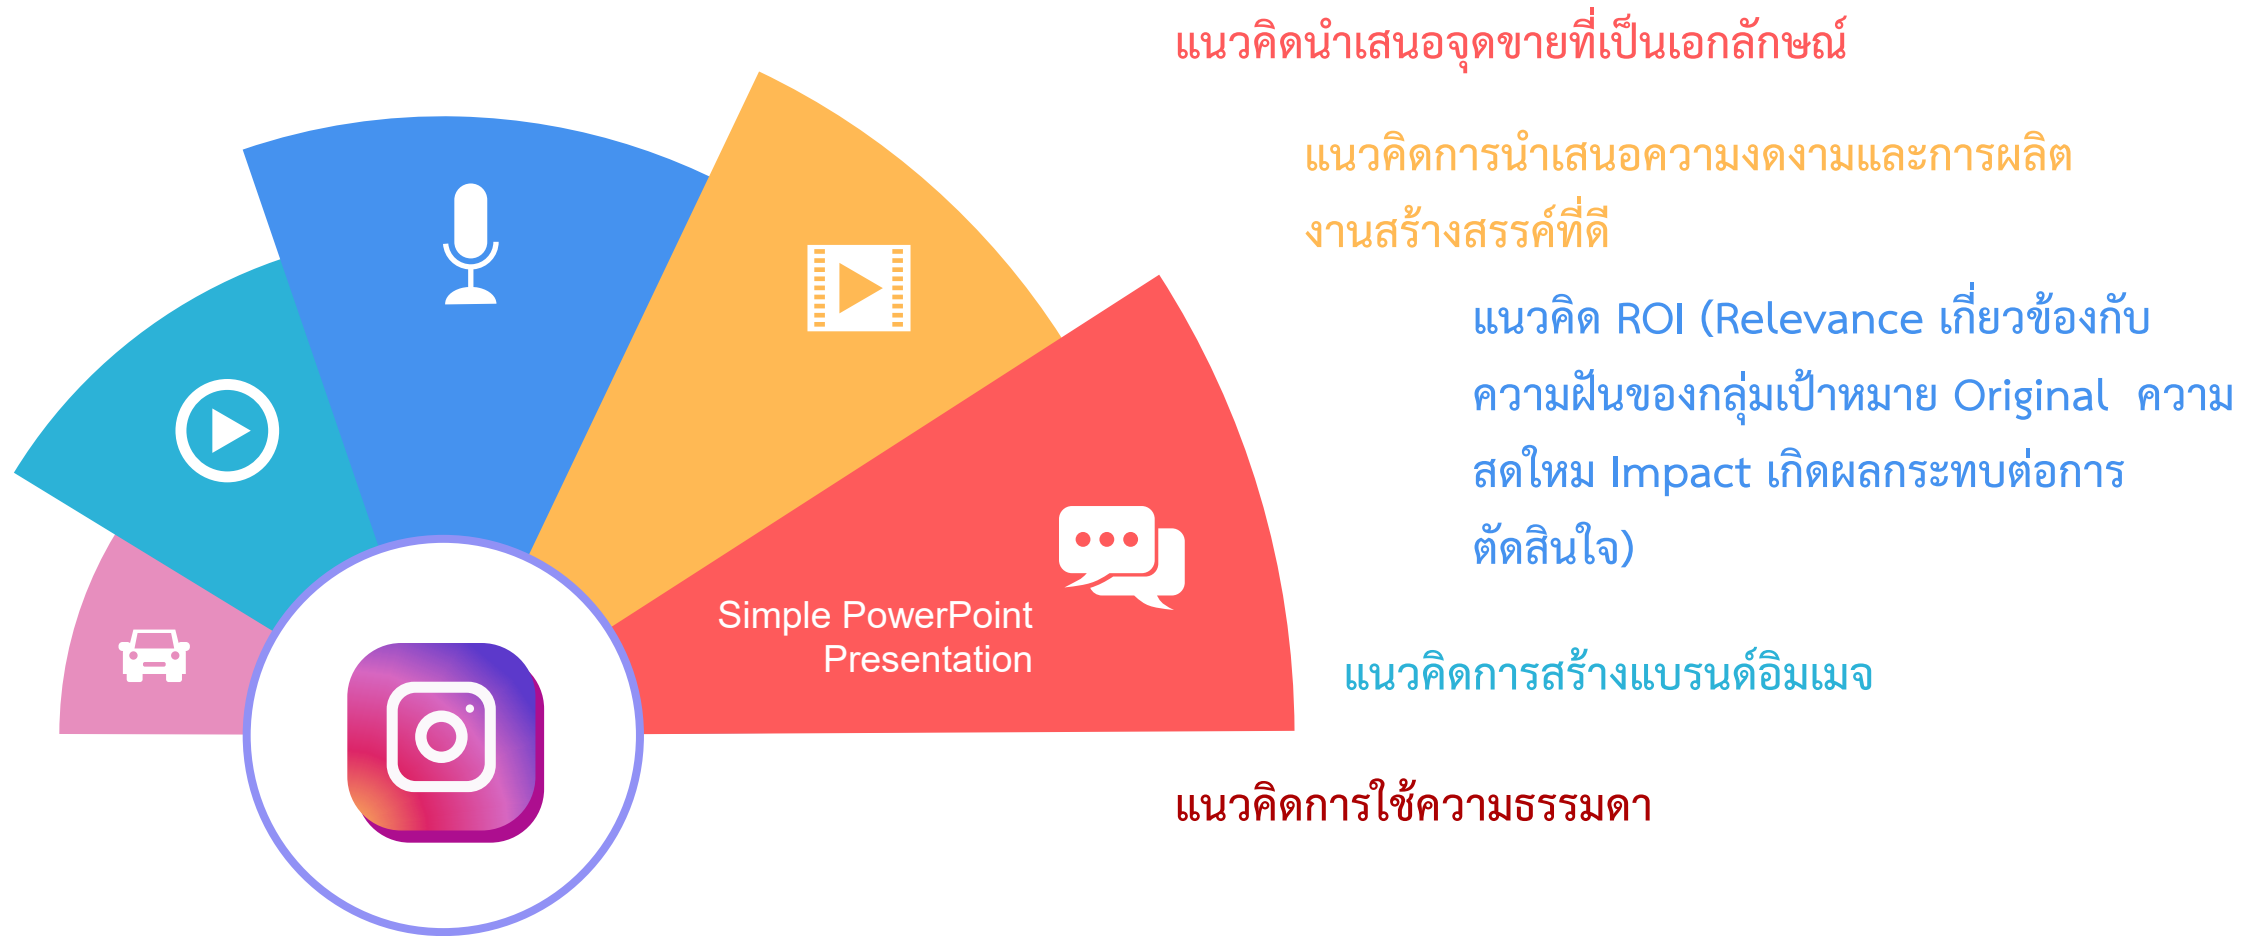 แนวคิดนำเสนอจุดขายที่เป็นเอกลักษณ์
แนวคิดการนำเสนอความงดงามและการผลิต
งานสร้างสรรค์ที่ดี
แนวคิด ROI (Relevance เกี่ยวข้องกับ
ความฝันของกลุ่มเป้าหมาย Original  ความ
สดใหม Impact เกิดผลกระทบต่อการ
ตัดสินใจ)
Simple PowerPoint
Presentation
แนวคิดการสร้างแบรนด์อิมเมจ
แนวคิดการใช้ความธรรมดา